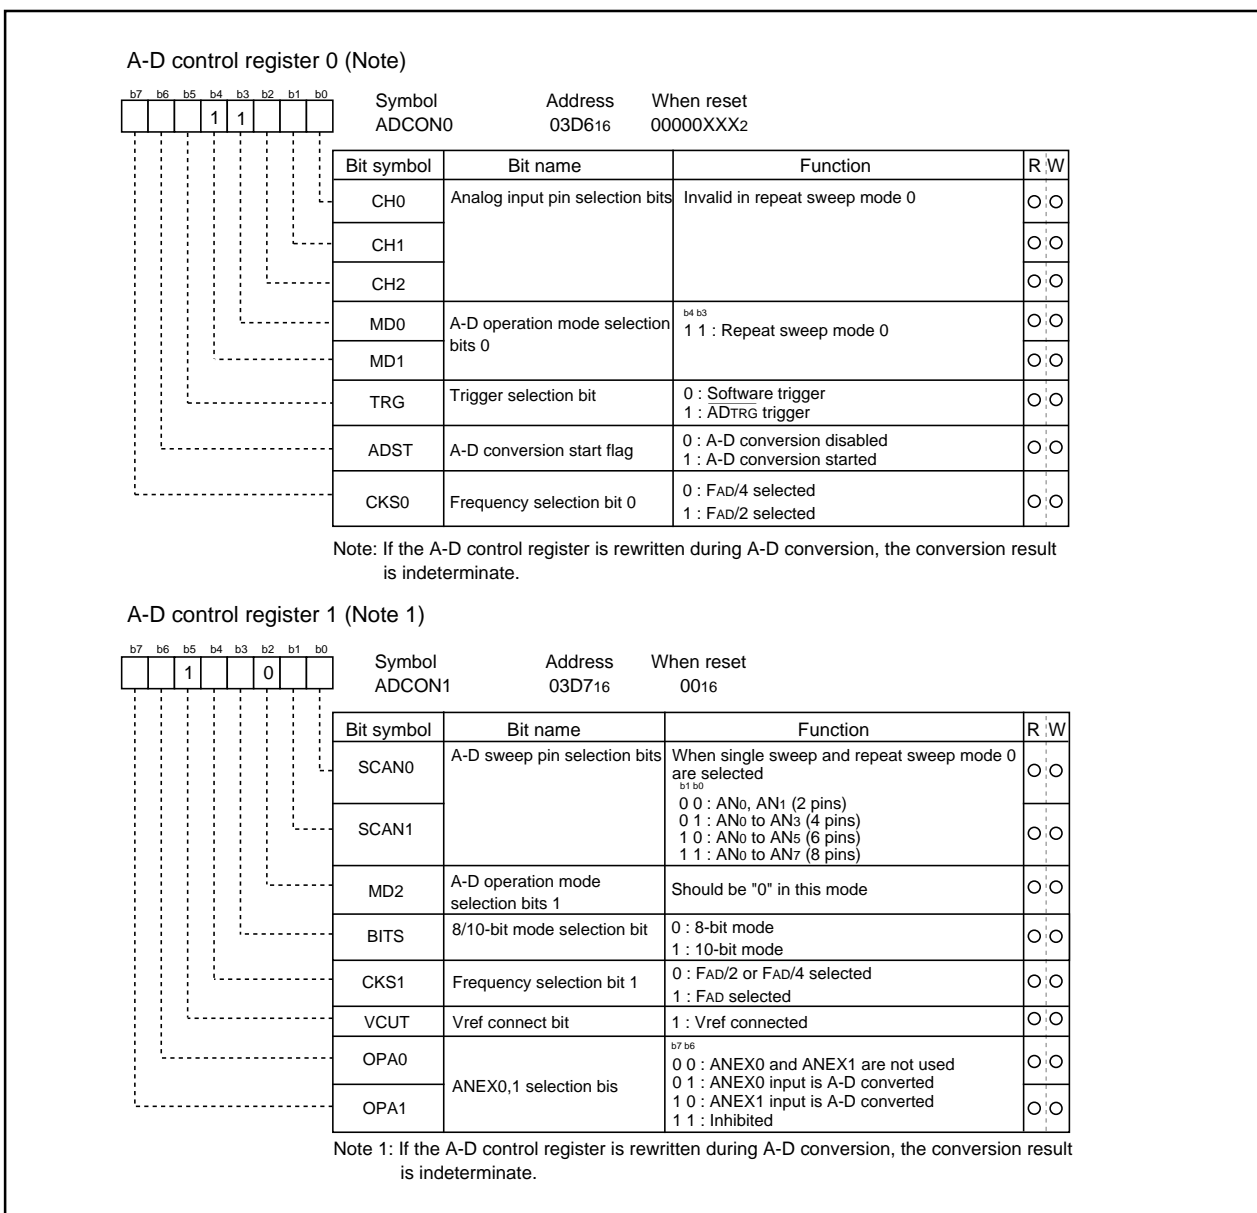 A-D control register 0 (Note)
b7 b6 b5 b4 b3 b2 b1 b0
1 1
Symbol Address When reset
ADCON0 03D616 00000XXX2
Bit symbol Bit name Function R W
CH0 Analog input pin selection bits Invalid in repeat sweep mode 0
CH1
CH2
MD0 A-D operation mode selection bits 0
b4 b3
1 1 : Repeat sweep mode 0
MD1
TRG Trigger selection bit 0 : Software trigger
1 : ADTRG trigger
ADST A-D conversion start flag 0 : A-D conversion disabled
1 : A-D conversion started
CKS0 Frequency selection bit 0 0 : FAD/4 selected
1 : FAD/2 selected
Note: If the A-D control register is rewritten during A-D conversion, the conversion result
is indeterminate.
A-D control register 1 (Note 1)
b7 b6 b5 b4 b3 b2 b1 b0
1 0
Symbol Address When reset
ADCON1 03D716 0016
Bit symbol Bit name Function R W
SCAN0 A-D sweep pin selection bits When single sweep and repeat sweep mode 0
are selected
b1 b0
0 0 : AN0, AN1 (2 pins)
SCAN1 0 1 : AN0 to AN3 (4 pins)
1 0 : AN0 to AN5 (6 pins)
1 1 : AN0 to AN7 (8 pins)
MD2 A-D operation mode
selection bits 1 Should be "0" in this mode
BITS 8/10-bit mode selection bit 0 : 8-bit mode
1 : 10-bit mode
CKS1 Frequency selection bit 1 0 : FAD/2 or FAD/4 selected
1 : FAD selected
VCUT Vref connect bit 1 : Vref connected
b7 b6
OPA0 0 0 : ANEX0 and ANEX1 are not used
ANEX0,1 selection bis 0 1 : ANEX0 input is A-D converted
OPA1 1 0 : ANEX1 input is A-D converted
1 1 : Inhibited
Note 1: If the A-D control register is rewritten during A-D conversion, the conversion result
is indeterminate.